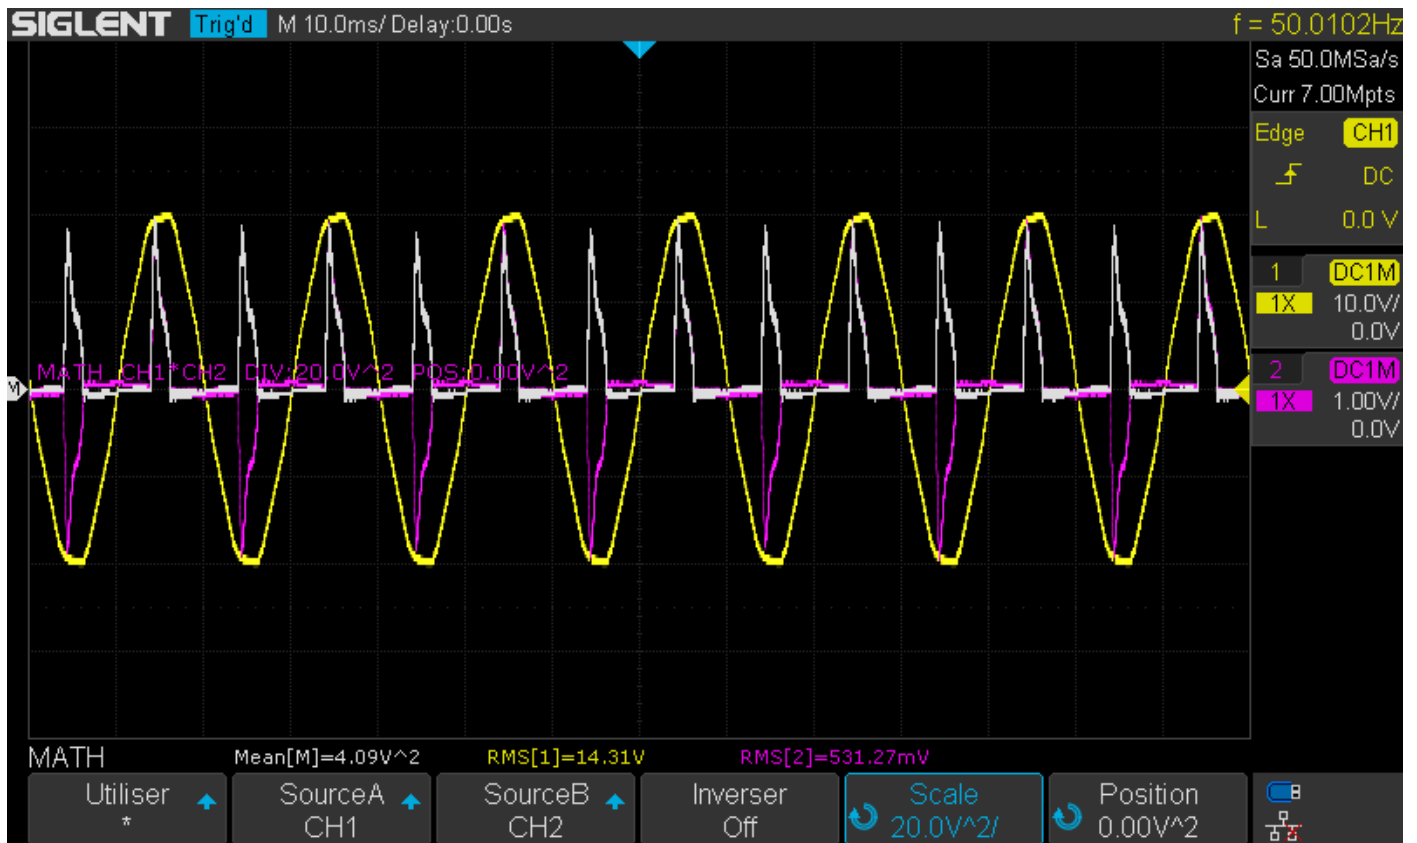 SIGLENT Trig'd M 10.0ms/ Delay:0.00s f = 50.0102Hz
Sa 50.0MSa/s
Curr 7.00Mpts
Edge CH1
DC
L 0.0 V
1 DC1M
1X 10.0V/
0.0V
2 DC1M
1X 1.00V/
0.0V
M
MATH CH1*CH2 DIV:20.0V^2 POS:0.00V^2
MATH Mean[M]=4.09V^2 RMS[1]=14.31V RMS[2]=531.27mV
Utiliser SourceA SourceB Inverser Scale Position
* CH1 CH2 Off 20.0V^2/ 0.00V^2